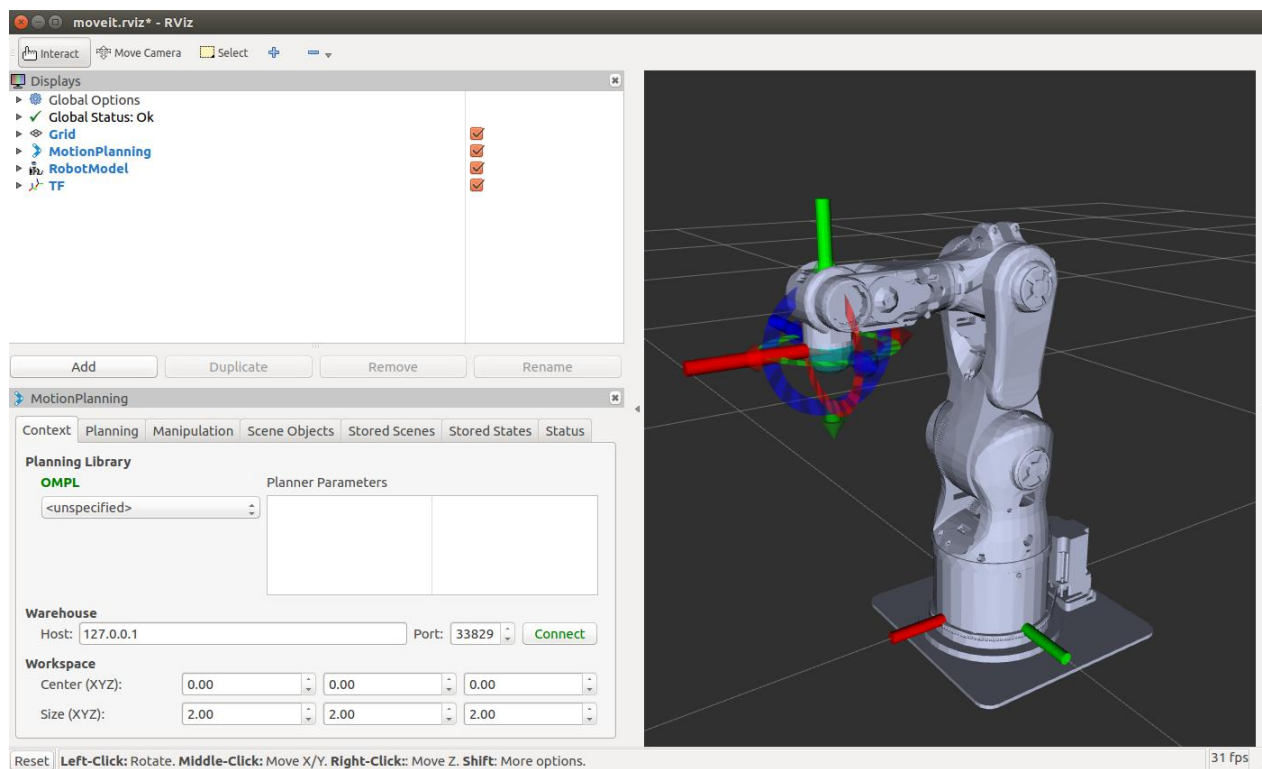 moveit.rviz* - RViz
Interact Move Camera Select
Displays
Global Options
Global Status: Ok
Grid
MotionPlanning
RobotModel
TF
Add Duplicate Remove Rename
MotionPlanning
Context Planning Manipulation Scene Objects Stored Scenes Stored States Status
Planning Library
OMPL Planner Parameters
<unspecified>
Warehouse
Host: 127.0.0.1 Port: 33829 Connect
Workspace
Center (XYZ): 0.00 0.00 0.00
Size (XYZ): 2.00 2.00 2.00
Reset Left-Click: Rotate. Middle-Click: Move X/Y. Right-Click:: Move Z. Shift: More options. 31 fps